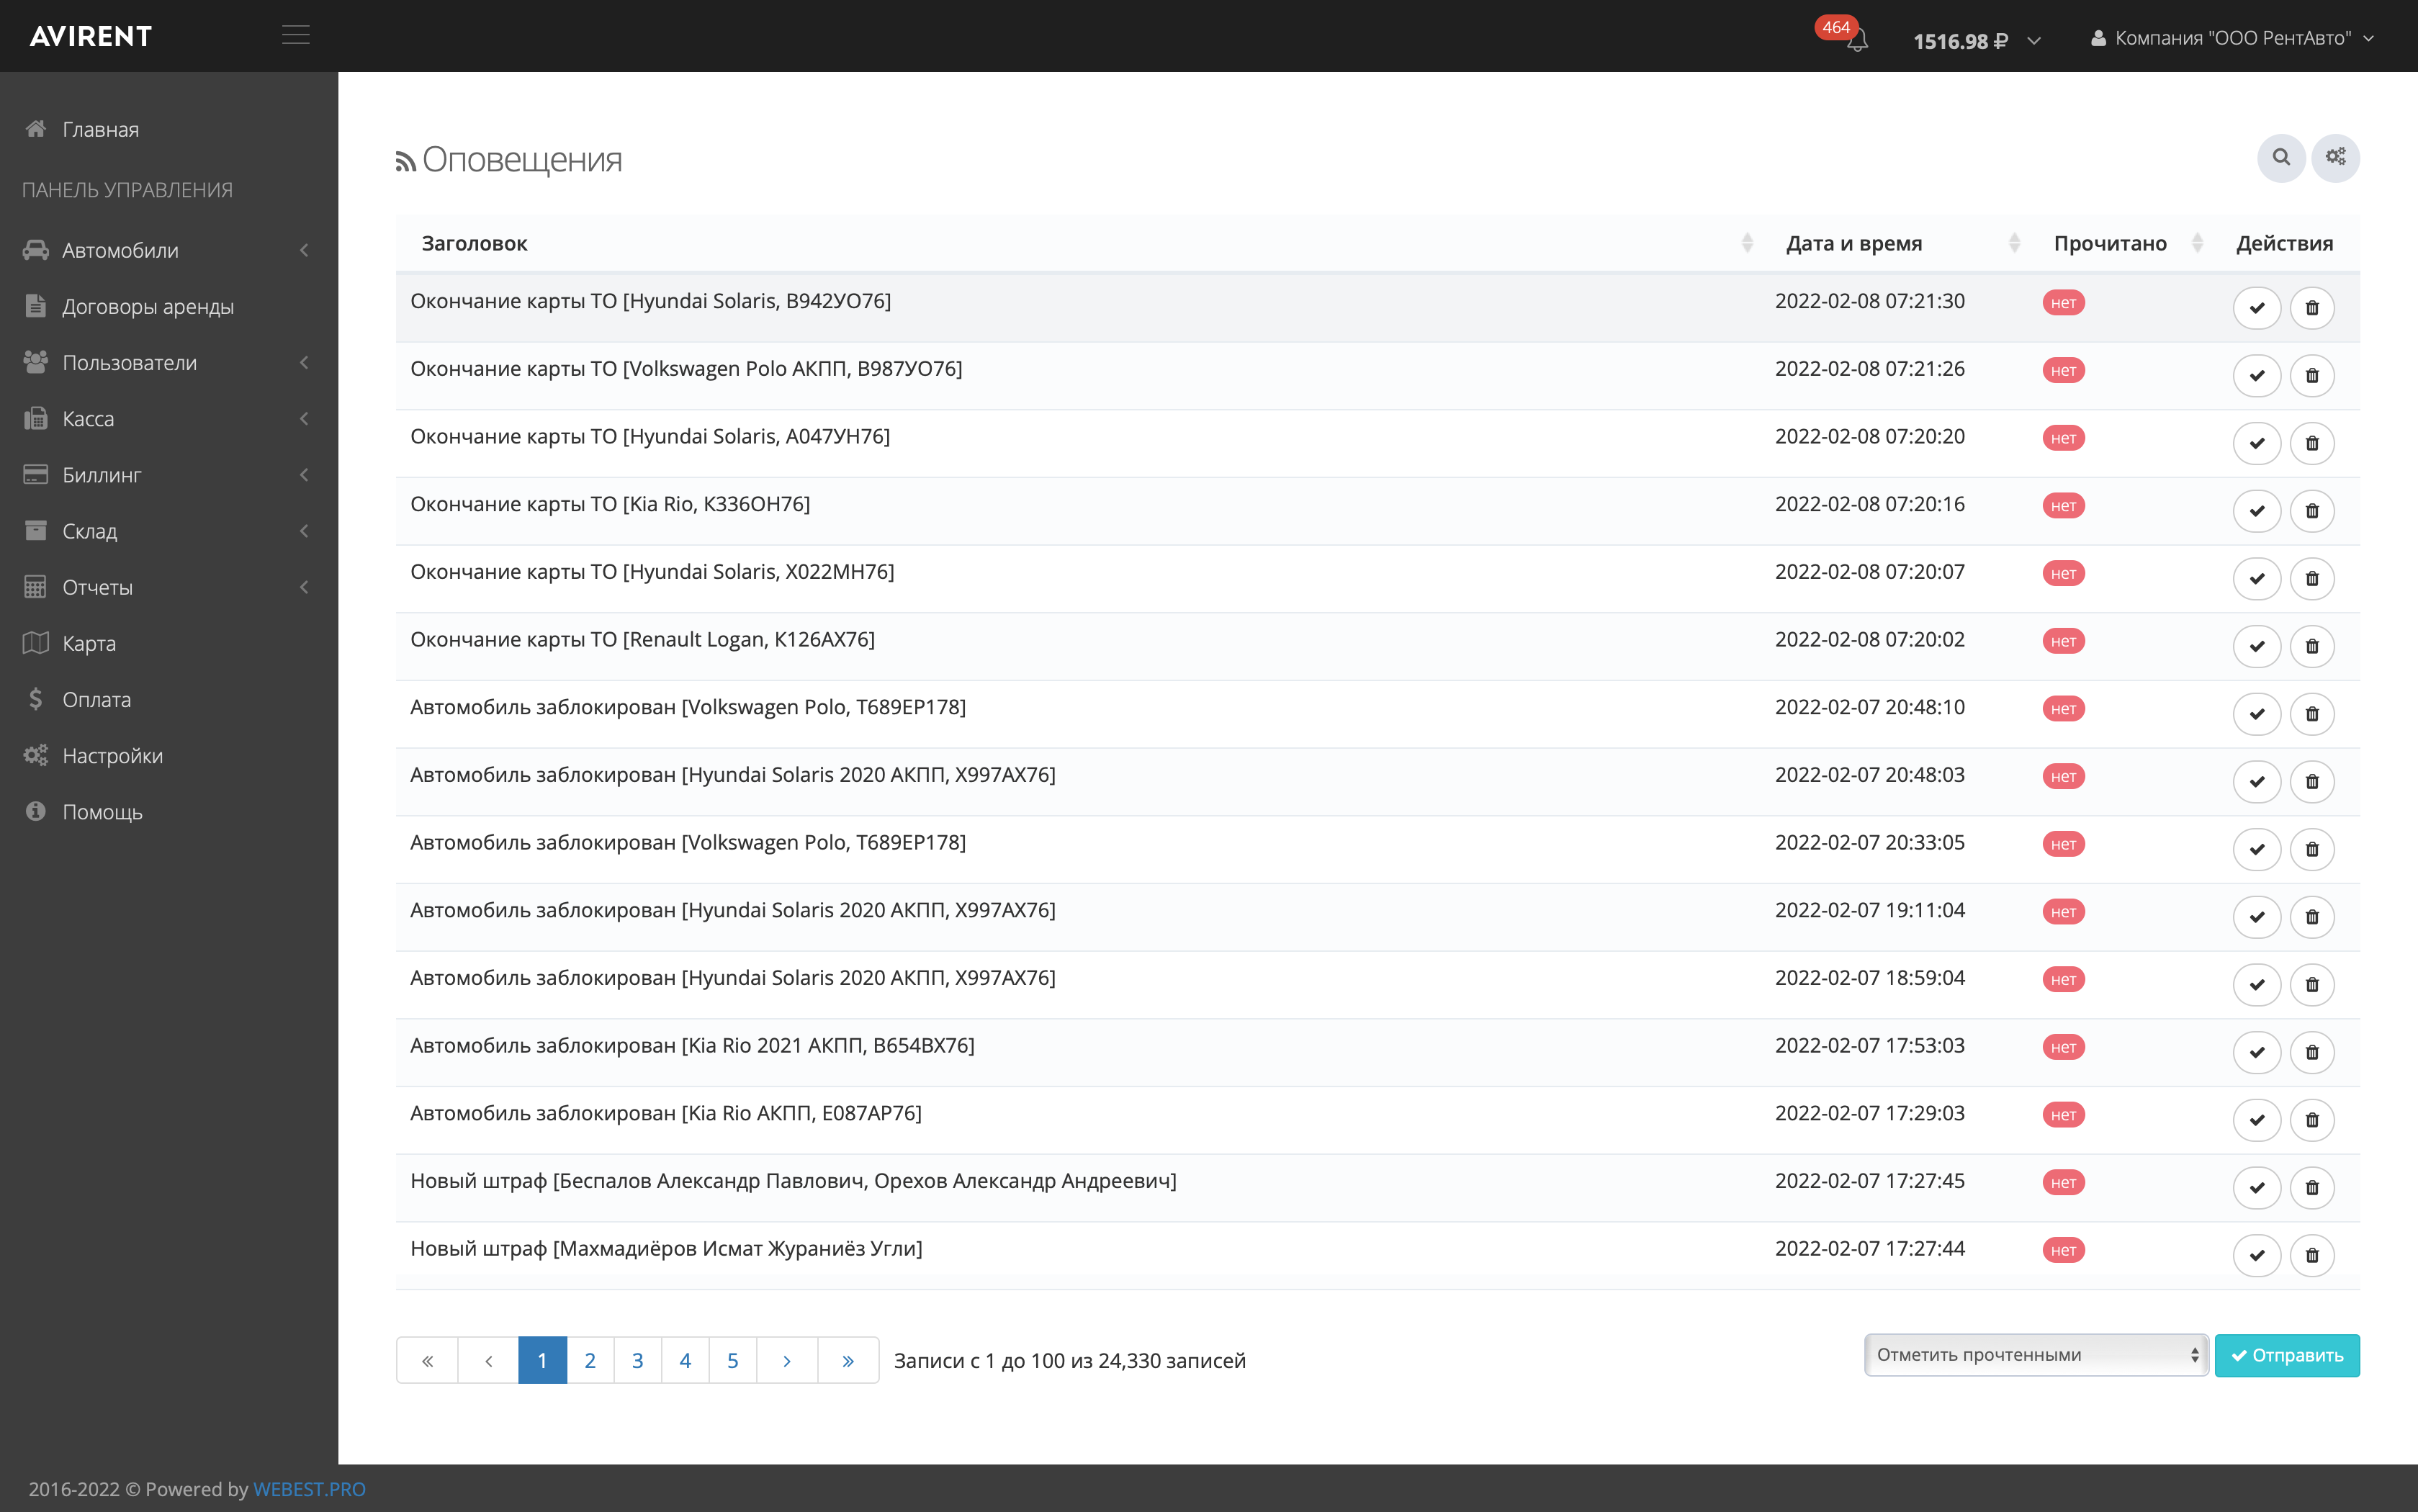 AVIRENT
464
1516.98 ₽
Компания "ООО РентАвто"
Главная
ПАНЕЛЬ УПРАВЛЕНИЯ
Автомобили
Договоры аренды
Пользователи
Касса
Биллинг
Склад
Отчеты
Карта
Оплата
Настройки
Помощь
Оповещения
Заголовок Дата и время Прочитано Действия
Окончание карты ТО [Hyundai Solaris, В942УО76] 2022-02-08 07:21:30 нет
Окончание карты ТО [Volkswagen Polo АКПП, В987УО76] 2022-02-08 07:21:26 нет
Окончание карты ТО [Hyundai Solaris, А047УН76] 2022-02-08 07:20:20 нет
Окончание карты ТО [Kia Rio, К336ОН76] 2022-02-08 07:20:16 нет
Окончание карты ТО [Hyundai Solaris, Х022МН76] 2022-02-08 07:20:07 нет
Окончание карты ТО [Renault Logan, К126АХ76] 2022-02-08 07:20:02 нет
Автомобиль заблокирован [Volkswagen Polo, Т689ЕР178] 2022-02-07 20:48:10 нет
Автомобиль заблокирован [Hyundai Solaris 2020 АКПП, Х997АХ76] 2022-02-07 20:48:03 нет
Автомобиль заблокирован [Volkswagen Polo, Т689ЕР178] 2022-02-07 20:33:05 нет
Автомобиль заблокирован [Hyundai Solaris 2020 АКПП, Х997АХ76] 2022-02-07 19:11:04 нет
Автомобиль заблокирован [Hyundai Solaris 2020 АКПП, Х997АХ76] 2022-02-07 18:59:04 нет
Автомобиль заблокирован [Kia Rio 2021 АКПП, В654ВХ76] 2022-02-07 17:53:03 нет
Автомобиль заблокирован [Kia Rio АКПП, Е087АР76] 2022-02-07 17:29:03 нет
Новый штраф [Беспалов Александр Павлович, Орехов Александр Андреевич] 2022-02-07 17:27:45 нет
Новый штраф [Махмадиёров Исмат Жураниёз Угли] 2022-02-07 17:27:44 нет
« ‹ 1 2 3 4 5 › » Записи с 1 до 100 из 24,330 записей
Отметить прочтенными
Отправить
2016-2022 © Powered by WEBEST.PRO